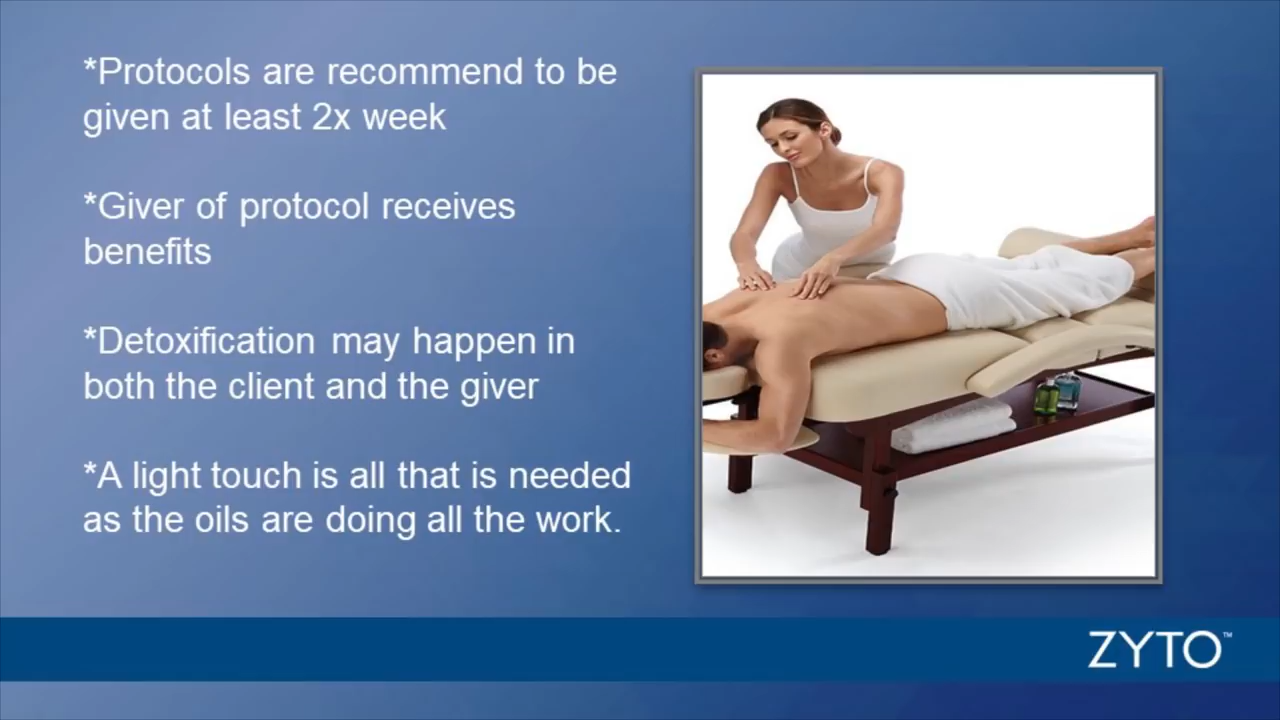 *Protocols are recommend to be
given at least 2x week
*Giver of protocol receives
benefits
*Detoxification may happen in
both the client and the giver
*A light touch is all that is needed
as the oils are doing all the work.
ZYTO™